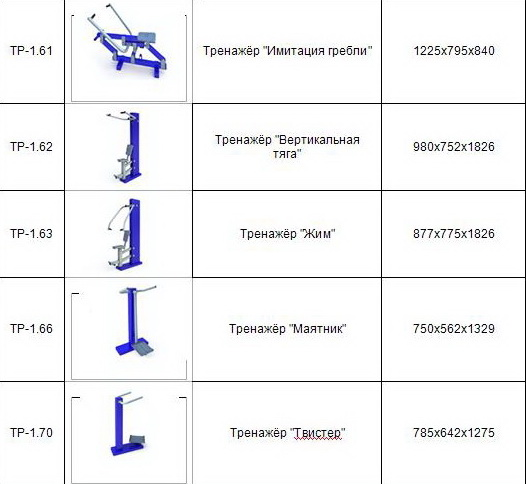 ТР-1.61 Тренажёр "Имитация гребли" 1225x795x840
ТР-1.62 Тренажёр "Вертикальная тяга" 980x752x1826
ТР-1.63 Тренажёр "Жим" 877x775x1826
ТР-1.66 Тренажёр "Маятник" 750x562x1329
ТР-1.70 Тренажёр "Твистер" 785x642x1275